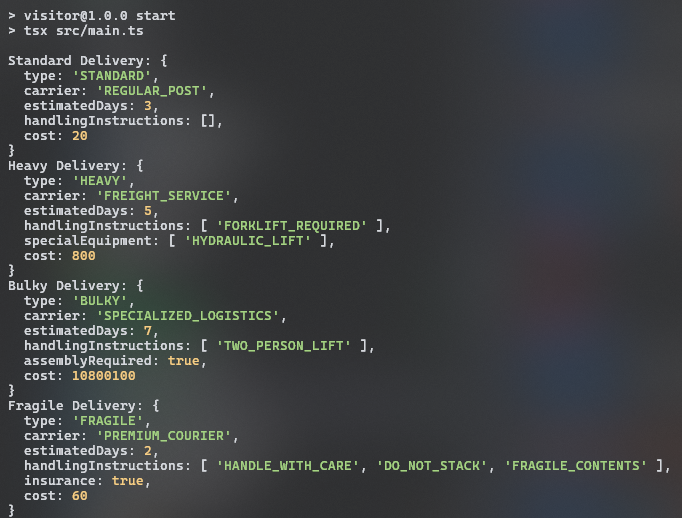 > visitor@1.0.0 start
> tsx src/main.ts
Standard Delivery: {
  type: 'STANDARD',
  carrier: 'REGULAR_POST',
  estimatedDays: 3,
  handlingInstructions: [],
  cost: 20
}
Heavy Delivery: {
  type: 'HEAVY',
  carrier: 'FREIGHT_SERVICE',
  estimatedDays: 5,
  handlingInstructions: [ 'FORKLIFT_REQUIRED' ],
  specialEquipment: [ 'HYDRAULIC_LIFT' ],
  cost: 800
}
Bulky Delivery: {
  type: 'BULKY',
  carrier: 'SPECIALIZED_LOGISTICS',
  estimatedDays: 7,
  handlingInstructions: [ 'TWO_PERSON_LIFT' ],
  assemblyRequired: true,
  cost: 10800100
}
Fragile Delivery: {
  type: 'FRAGILE',
  carrier: 'PREMIUM_COURIER',
  estimatedDays: 2,
  handlingInstructions: [ 'HANDLE_WITH_CARE', 'DO_NOT_STACK', 'FRAGILE_CONTENTS' ],
  insurance: true,
  cost: 60
}